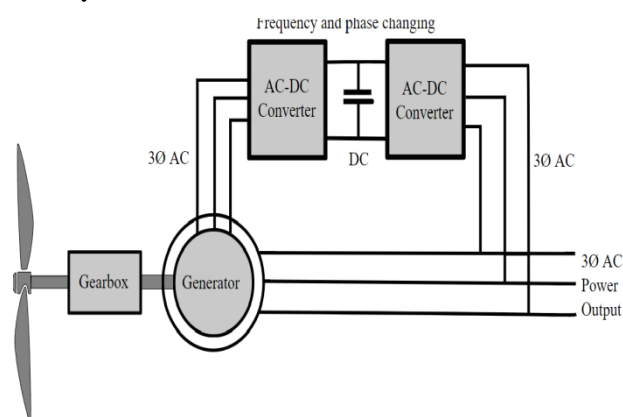 Frequency and phase changing
AC-DC
Converter
AC-DC
Converter
3Ø AC
DC
3Ø AC
Gearbox
Generator
3Ø AC
Power
Output